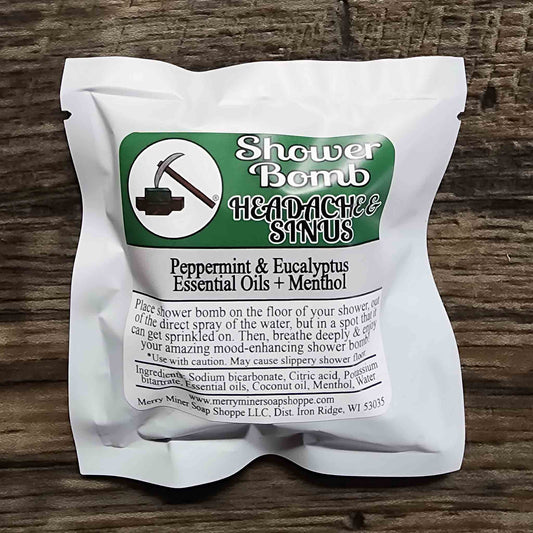 Shower
Bomb
HEADACHE &
SINUS
®
Peppermint & Eucalyptus
Essential Oils + Menthol
Place shower bomb on the floor of your shower, out
of the direct spray of the water, but in a spot that it
can get sprinkled on. Then, breathe deeply & enjoy
your amazing mood-enhancing shower bomb!
*Use with caution. May cause slippery shower floor
Ingredients: Sodium bicarbonate, Citric acid, Potassium
bitartrate, Essential oils, Coconut oil, Menthol, Water
www.merryminersoapshoppe.com
Merry Miner Soap Shoppe LLC, Dist. Iron Ridge, WI 53035